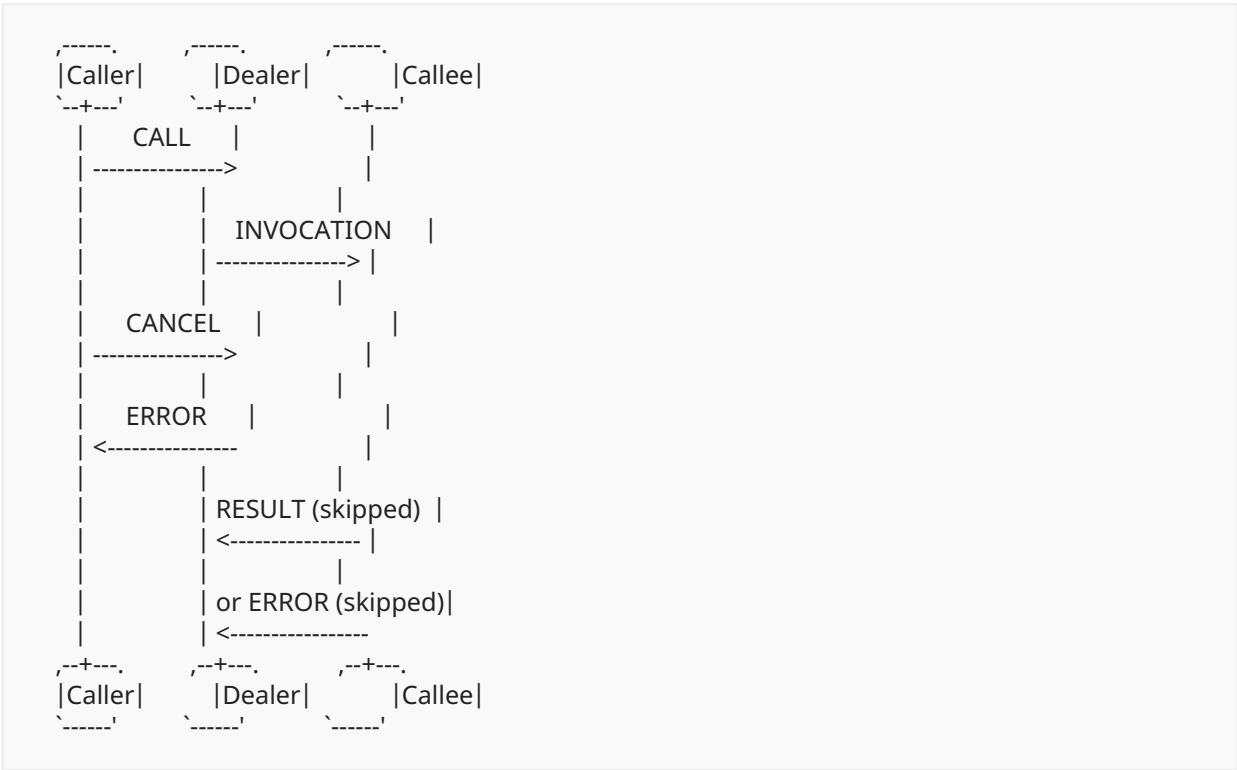 ,------.          ,------.            ,------.
|Caller|          |Dealer|            |Callee|
`--+---'          `--+---'            `--+---'
|       CALL      |                   |
| ---------------->                   |
|                 |                   |
|                 |    INVOCATION     |
|                 | ----------------> |
|                 |                   |
|      CANCEL     |                   |
| ---------------->                   |
|                 |                   |
|      ERROR      |                   |
| <----------------                   |
|                 |                   |
|                 | RESULT (skipped)  |
|                 | <---------------- |
|                 |                   |
|                 | or ERROR (skipped)|
|                 | <-----------------
,--+---.          ,--+---.            ,--+---.
|Caller|          |Dealer|            |Callee|
`------'          `------'            `------'